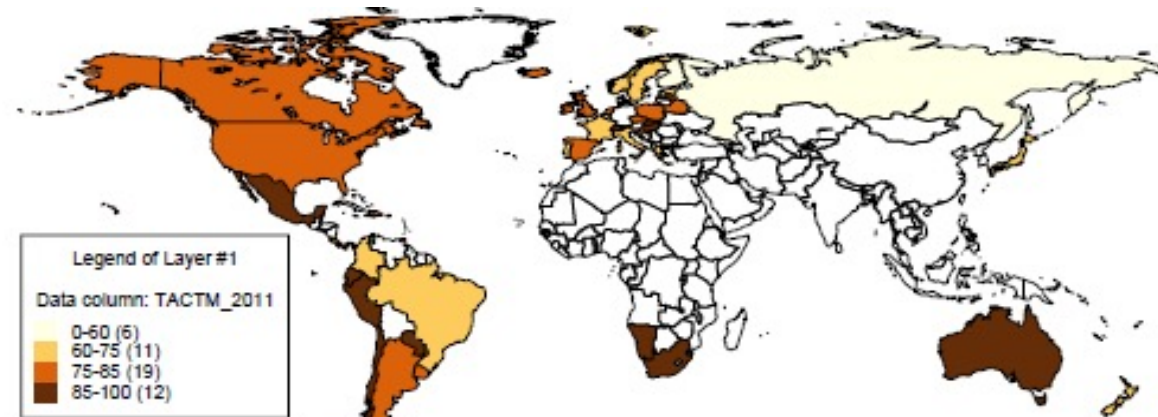 Legend of Layer #1
Data column: TACTM_2011
0-60 (6)
60-75 (11)
75-85 (19)
85-100 (12)